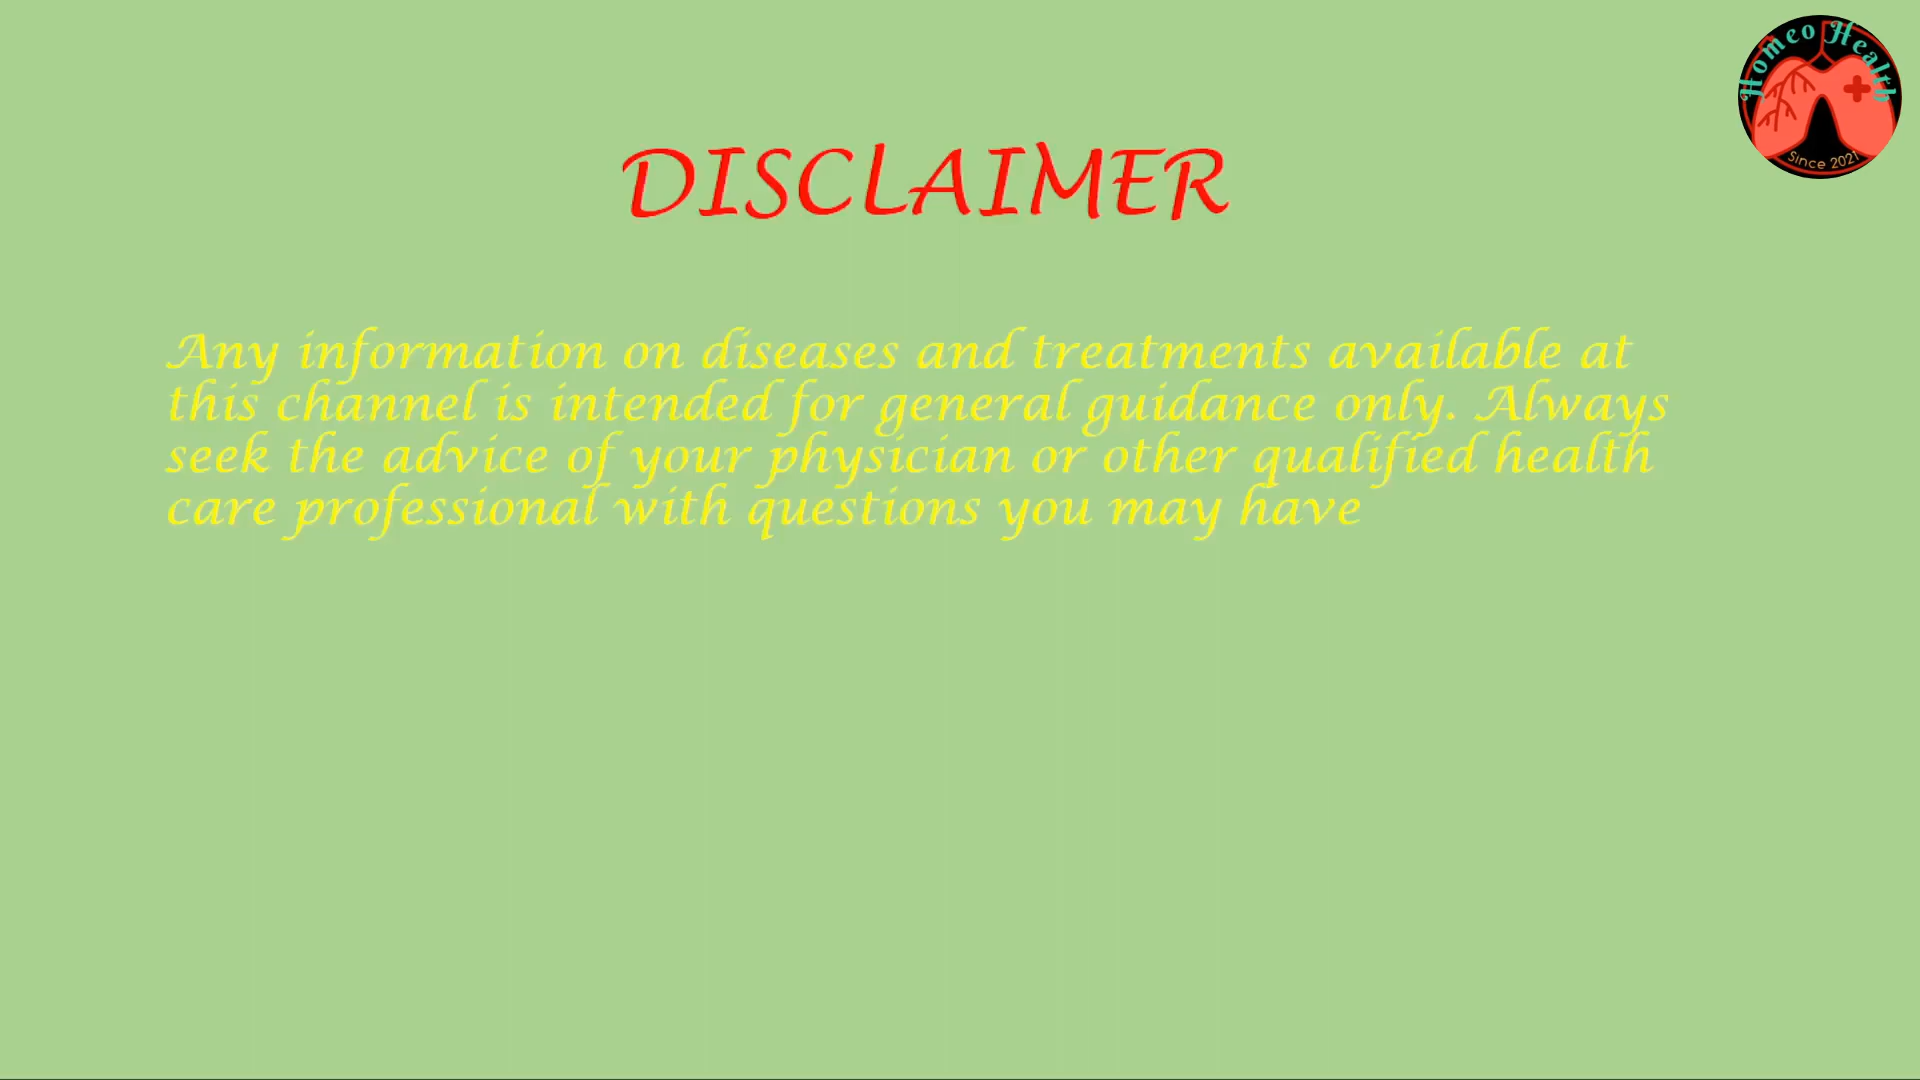 Homeo Health
Since 2021
DISCLAIMER
Any information on diseases and treatments available at
this channel is intended for general guidance only. Always
seek the advice of your physician or other qualified health
care professional with questions you may have